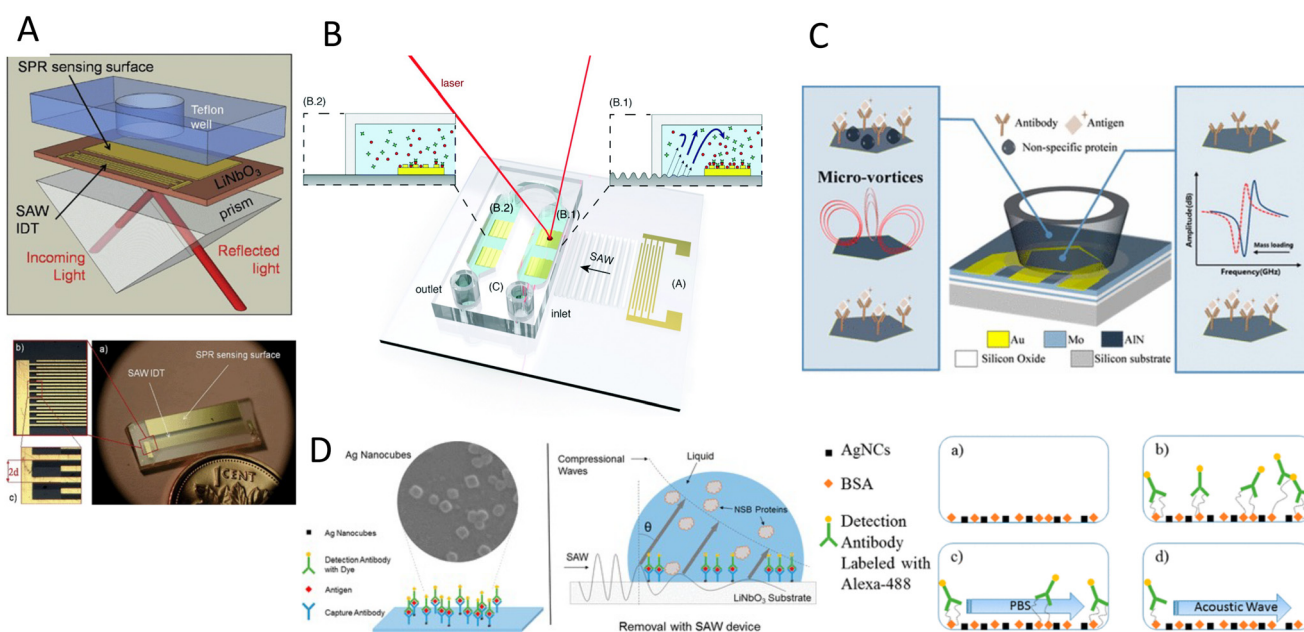 A
SPR sensing surface
Teflon
well
LiNbO3
SAW
IDT
prism
Incoming
Light
Reflected
light
b)
a)
SPR sensing surface
SAW IDT
2d
c)
1 CENT
B
laser
(B.2)
(B.1)
(B.2)
(B.1)
SAW
(A)
outlet
(C)
inlet
C
Antibody
Antigen
Non-specific protein
Micro-vortices
Amplitude(dB)
Mass loading
Frequency(GHz)
Au
Mo
AlN
Silicon Oxide
Silicon substrate
D
Ag Nanocubes
Ag Nanocubes
Detection Antibody
with Dye
Antigen
Capture Antibody
Compressional
Waves
Liquid
NSB Proteins
θ
SAW
LiNbO3 Substrate
Removal with SAW device
AgNCs
BSA
Detection
Antibody
Labeled with
Alexa-488
a)
b)
c)
PBS
d)
Acoustic Wave